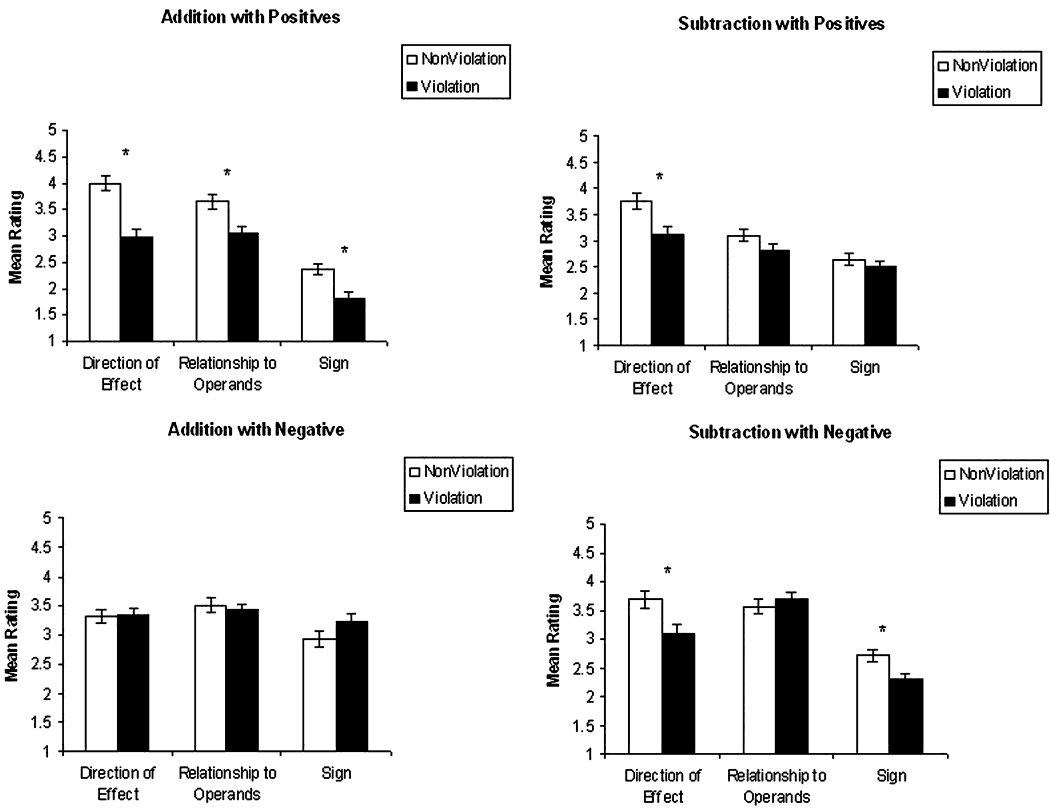 Addition with Positives
NonViolation
Violation
5
4.5
4
3.5
3
2.5
2
1.5
1
Mean Rating
*
*
*
Direction of
Effect
Relationship to
Operands
Sign
Subtraction with Positives
NonViolation
Violation
5
4.5
4
3.5
3
2.5
2
1.5
1
Mean Rating
*
Direction of
Effect
Relationship to
Operands
Sign
Addition with Negative
NonViolation
Violation
5
4.5
4
3.5
3
2.5
2
1.5
1
Mean Rating
Direction of
Effect
Relationship to
Operands
Sign
Subtraction with Negative
NonViolation
Violation
5
4.5
4
3.5
3
2.5
2
1.5
1
Mean Rating
*
*
Direction of
Effect
Relationship to
Operands
Sign